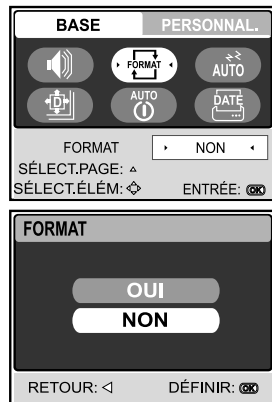 BASE PERSONNAL.
FORMAT AUTO
D AUTO DATE
FORMAT NON
SÉLECT.PAGE:
SÉLECT.ÉLÉM: ENTRÉE: OK
FORMAT
OUI
NON
RETOUR: DÉFINIR: OK